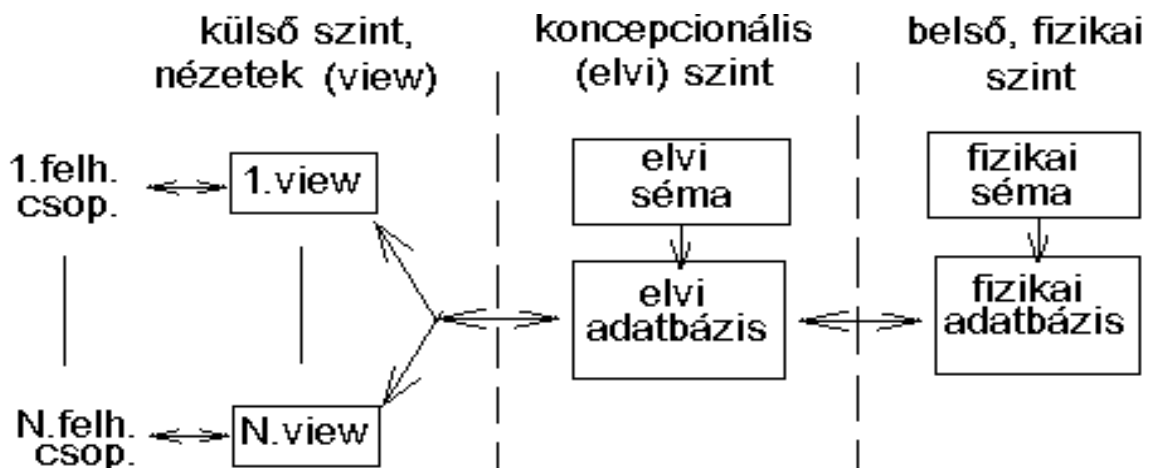 külső szint,
nézetek (view)
koncepcionális
(elvi) szint
belső, fizikai
szint
1.felh.
csop.
1.view
elvi
séma
fizikai
séma
elvi
adatbázis
fizikai
adatbázis
N.felh.
csop.
N.view